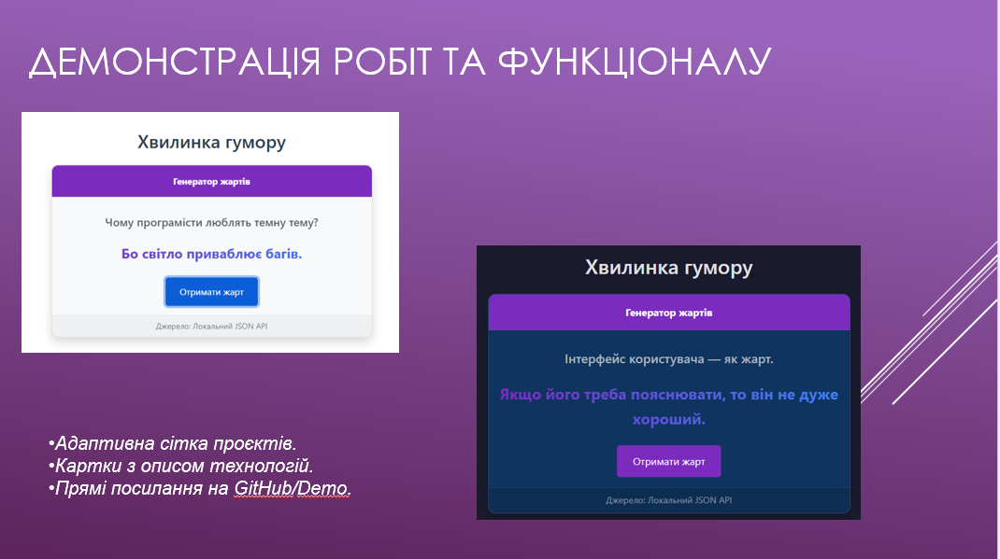 ДЕМОНСТРАЦІЯ РОБІТ ТА ФУНКЦІОНАЛУ
Хвилинка гумору
Генератор жартів
Чому програмісти люблять темну тему?
Бо світло приваблює багів.
Отримати жарт
Джерело: Локальний JSON API
Хвилинка гумору
Генератор жартів
Інтерфейс користувача — як жарт.
Якщо його треба пояснювати, то він не дуже
хороший.
Отримати жарт
Джерело: Локальний JSON API
•Адаптивна сітка проєктів.
•Картки з описом технологій.
•Прямі посилання на GitHub/Demo.